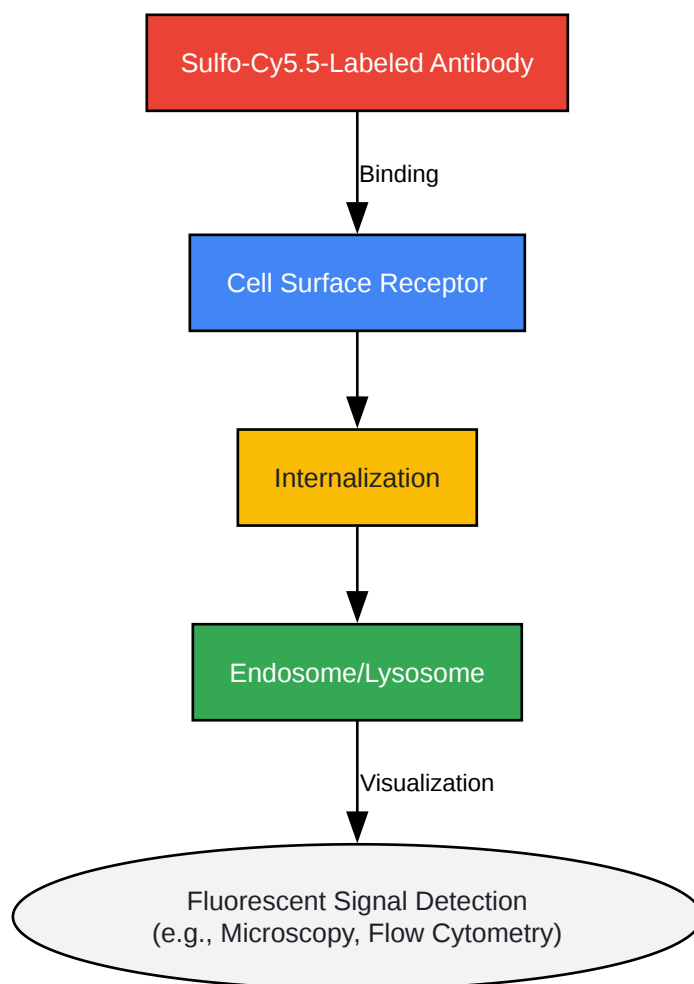 Sulfo-Cy5.5-Labeled Antibody
Binding
Cell Surface Receptor
Internalization
Endosome/Lysosome
Visualization
Fluorescent Signal Detection
(e.g., Microscopy, Flow Cytometry)